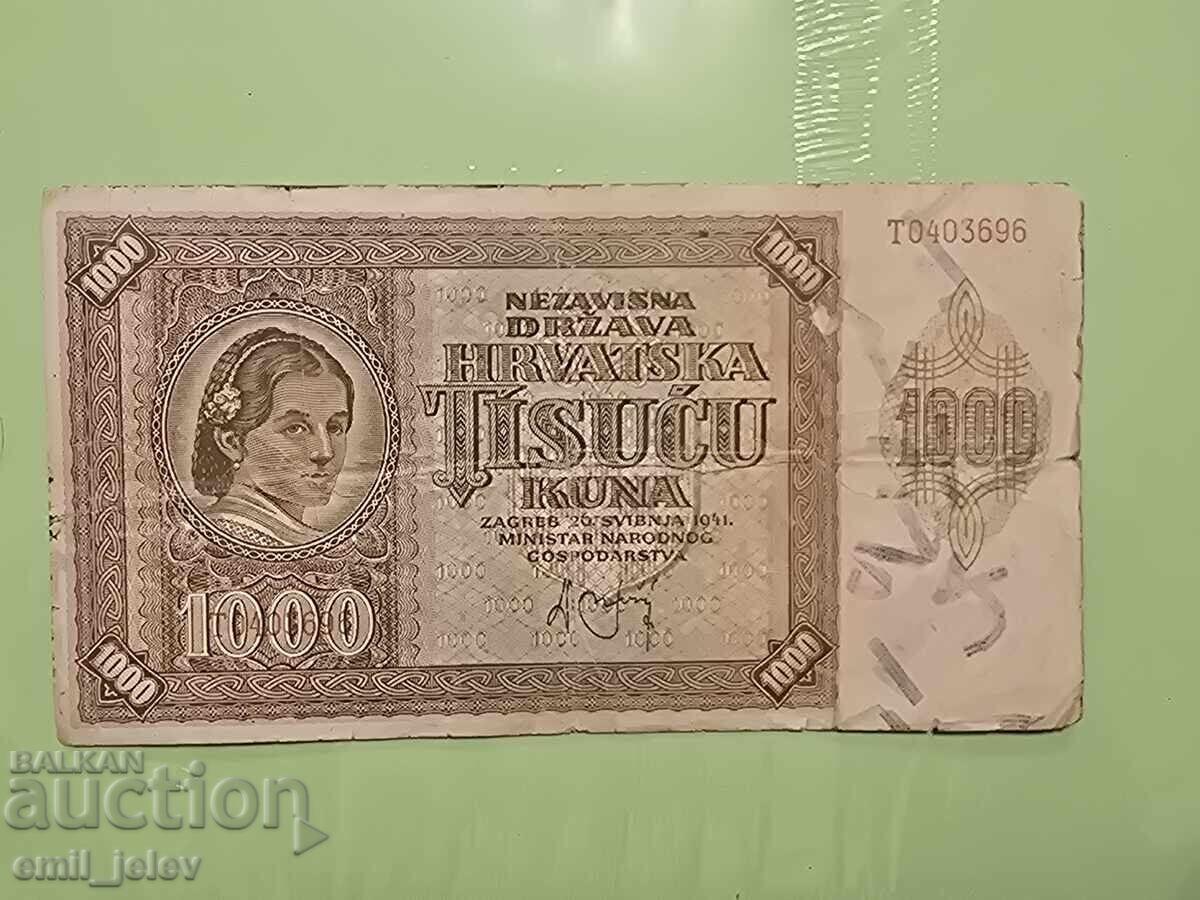 T0403696
1000
1000
NEZAVISNA
DRŽAVA
HRVATSKA
TISUĆU
KUNA
ZAGREB 26. SVIBNJA 1941.
MINISTAR NARODNOG
GOSPODARSTVA
1000
1000
T0403696
1000
1000
BALKAN
auction
emil_jelev